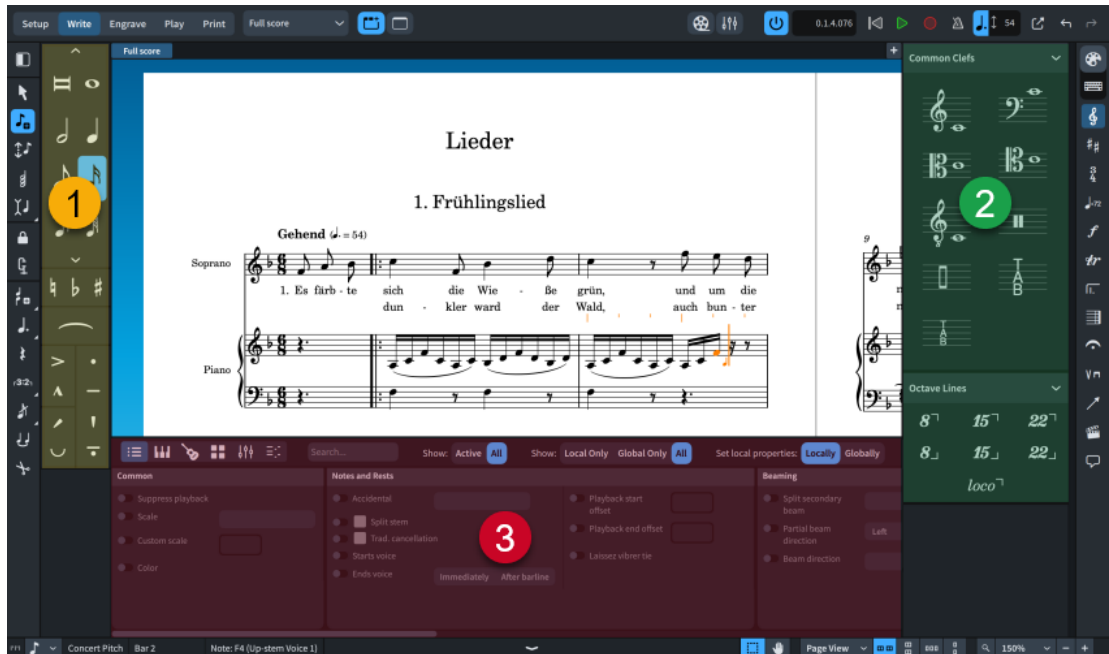 Setup Write Engrave Play Print Full score 0.1.4.076 54
Full score
Common Clefs
Lieder
1. Frühlingslied
Gehend (♩. = 54)
Soprano
1. Es färb - te sich die Wie - ße grün, und um die
dun - kler ward der Wald, auch bun - ter
Piano
9
1
2
Octave Lines
8 15 22
8 15 22
loco
Search... Show: Active All Show: Local Only Global Only All Set local properties: Locally Globally
Common Notes and Rests Beaming
Suppress playback Accidental Playback start offset Split secondary beam
Scale Split stem
Custom scale Trad. cancellation Playback end offset Partial beam direction Left
Starts voice Laissez vibrer tie Beam direction
Color Ends voice Immediately After barline
3
Concert Pitch Bar 2 Note: F4 (Up-stem Voice 1) Page View 150%